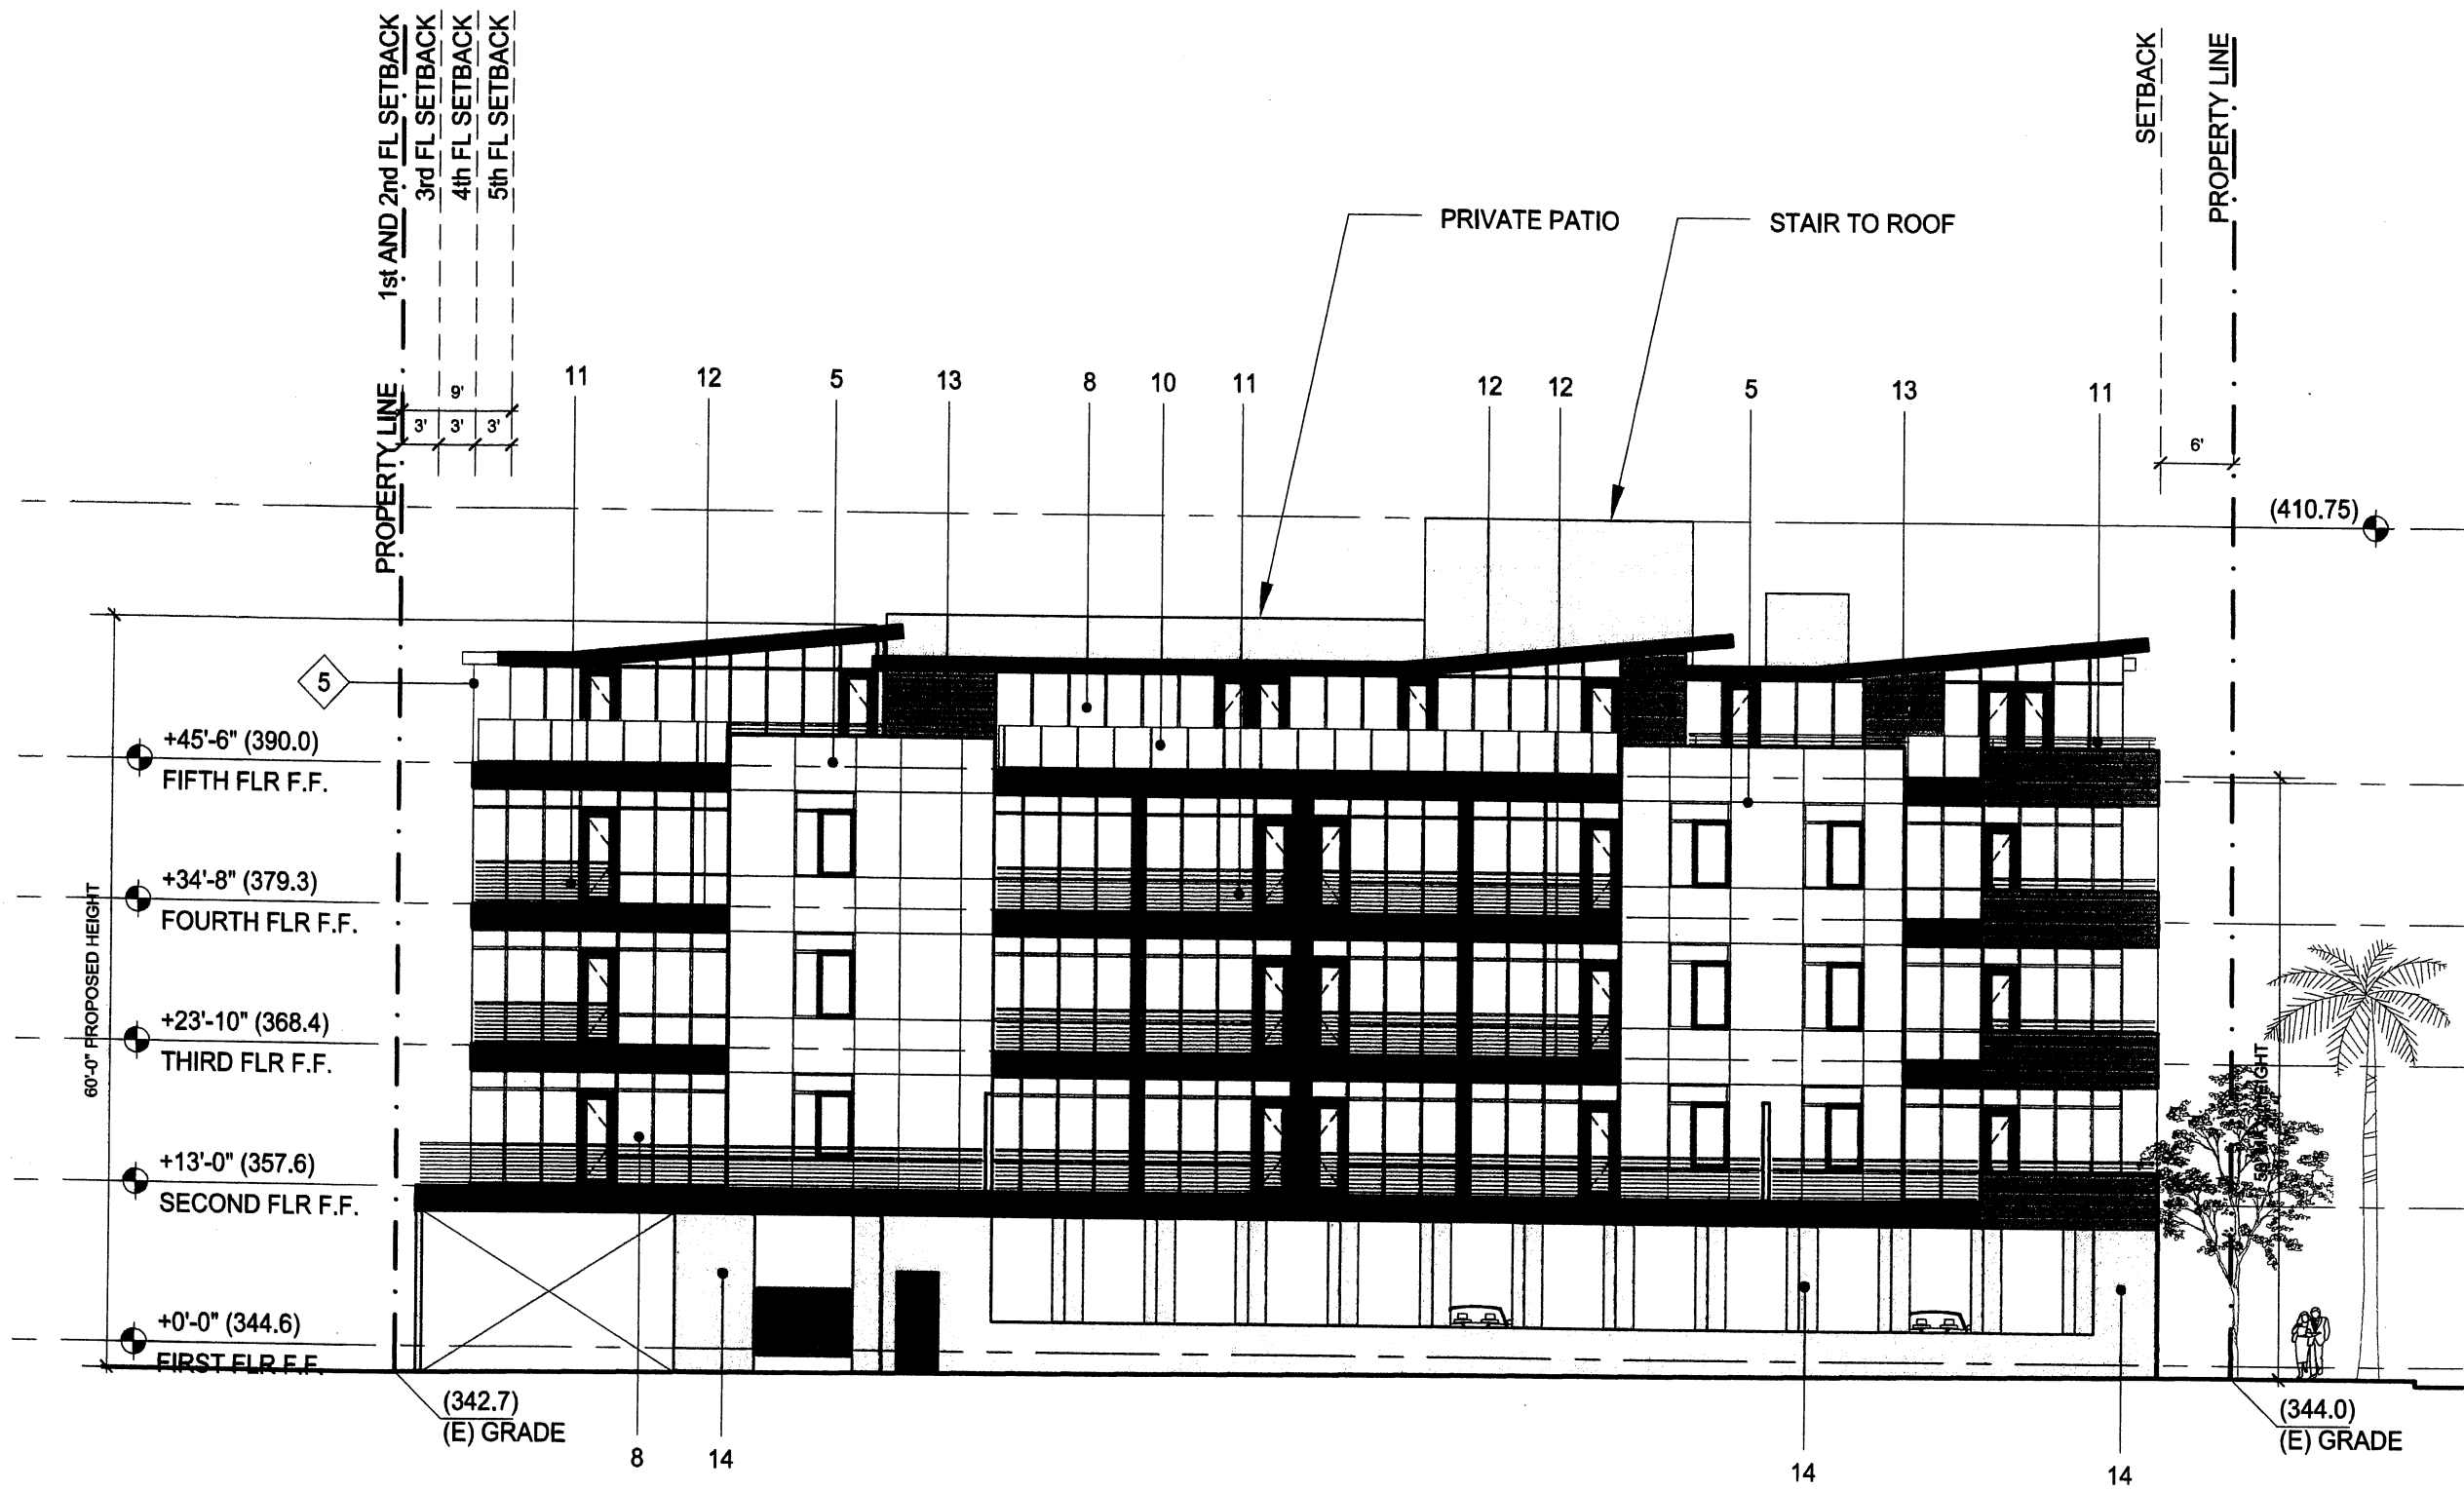 1st AND 2nd FL SETBACK
3rd FL SETBACK
4th FL SETBACK
5th FL SETBACK
SETBACK
PROPERTY LINE
PRIVATE PATIO
STAIR TO ROOF
PROPERTY LINE
9'
3'
3'
3'
11
12
5
13
8
10
11
12
12
5
13
11
6'
(410.75)
5
+45'-6" (390.0)
FIFTH FLR F.F.
+34'-8" (379.3)
FOURTH FLR F.F.
60'-0" PROPOSED HEIGHT
+23'-10" (368.4)
THIRD FLR F.F.
+13'-0" (357.6)
SECOND FLR F.F.
+0'-0" (344.6)
FIRST FLR F.F.
(342.7)
(E) GRADE
(344.0)
(E) GRADE
8
14
14
14